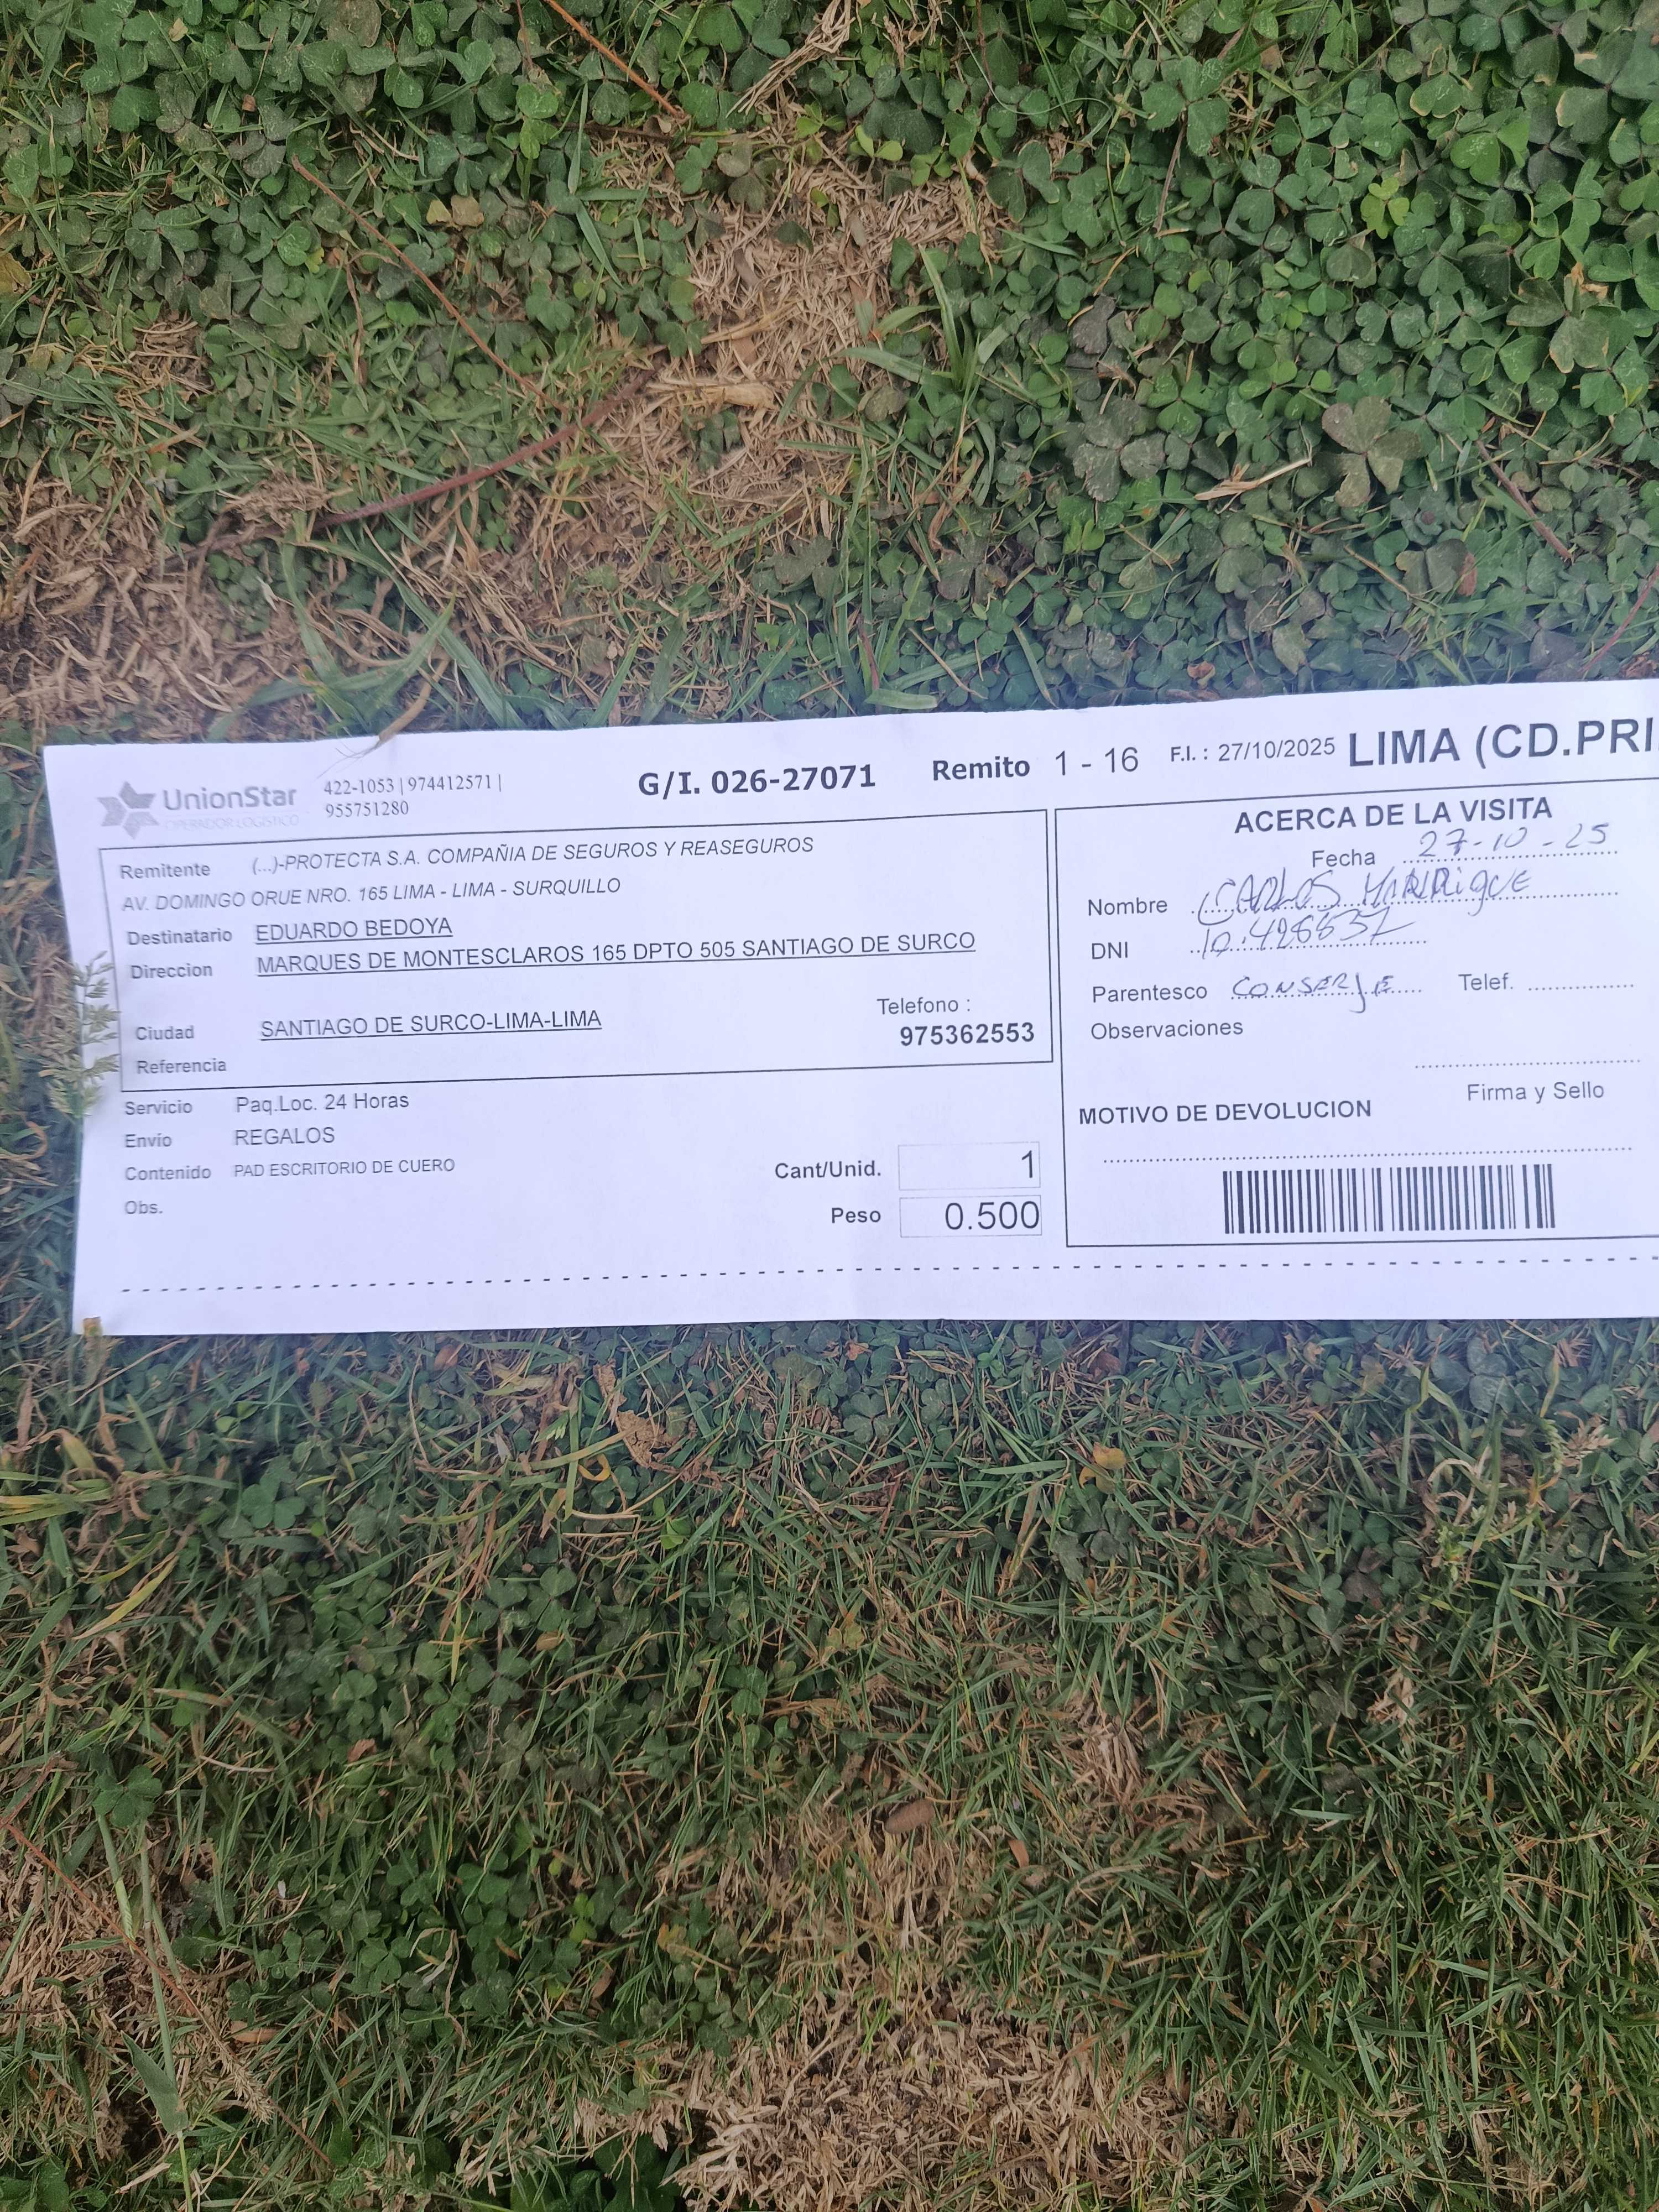 UnionStar
OPERADOR LOGISTICO
422-1053 | 974412571 |
955751280
G/I. 026-27071
Remito 1 - 16
F.I. : 27/10/2025
LIMA (CD.PRI
Remitente (...)-PROTECTA S.A. COMPAÑIA DE SEGUROS Y REASEGUROS
AV. DOMINGO ORUE NRO. 165 LIMA - LIMA - SURQUILLO
Destinatario EDUARDO BEDOYA
Direccion MARQUES DE MONTESCLAROS 165 DPTO 505 SANTIAGO DE SURCO
Telefono :
Ciudad SANTIAGO DE SURCO-LIMA-LIMA 975362553
Referencia
Servicio Paq.Loc. 24 Horas
Envio REGALOS
Contenido PAD ESCRITORIO DE CUERO
Obs.
Cant/Unid. 1
Peso 0.500
ACERCA DE LA VISITA
Fecha 27-10-25
Nombre CARLOS MANRIQUE
DNI
Parentesco CONSERJE Telef.
Observaciones
Firma y Sello
MOTIVO DE DEVOLUCION